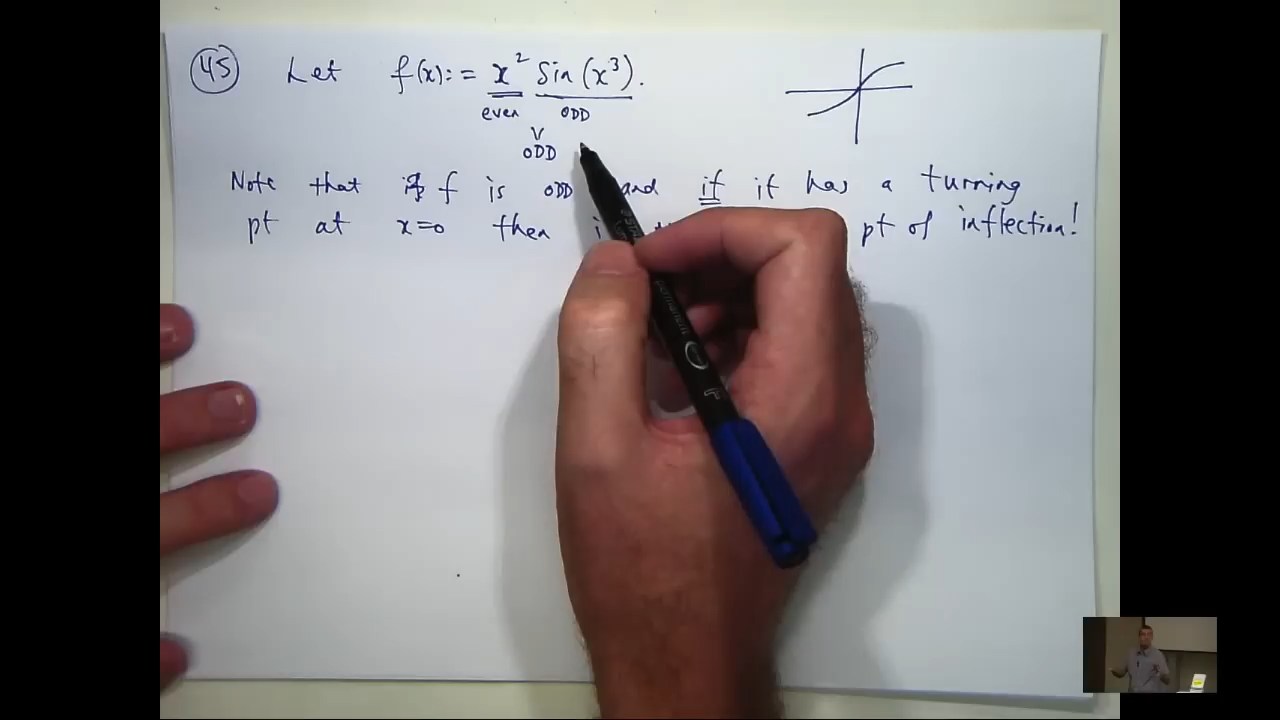 45 Let f(x) := x² Sin(x³).
even ODD
ODD
Note that if f is ODD and if it has a turning
pt at x=0 then pt of inflection!
permanent